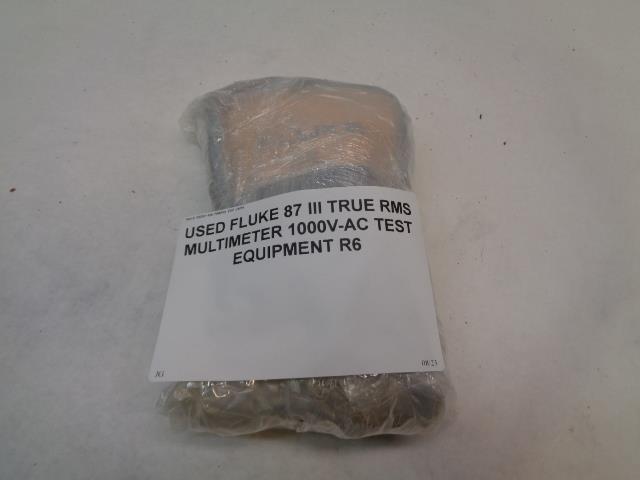 USED FLUKE 87 III TRUE RMS
MULTIMETER 1000V-AC TEST
EQUIPMENT R6